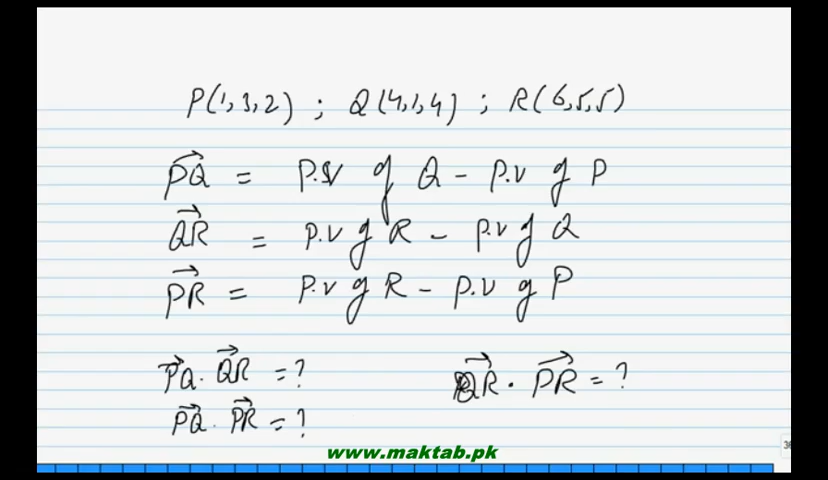 P(1,3,2) ; Q(4,1,4) ; R(6,5,5)
PQ→ = P.V of Q - P.V of P
QR→ = P.V of R - P.V of Q
PR→ = P.V of R - P.V of P
PQ→ . QR→ = ?
QR→ . PR→ = ?
PQ→ . PR→ = ?
www.maktab.pk